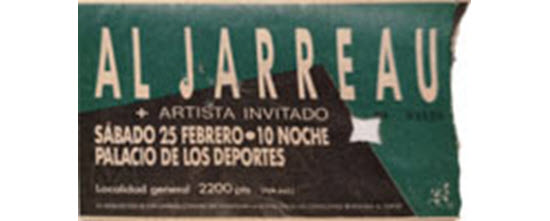 AL JARREAU
+ ARTISTA INVITADO
SÁBADO 25 FEBRERO • 10 NOCHE
PALACIO DE LOS DEPORTES
Localidad general 2200 pts